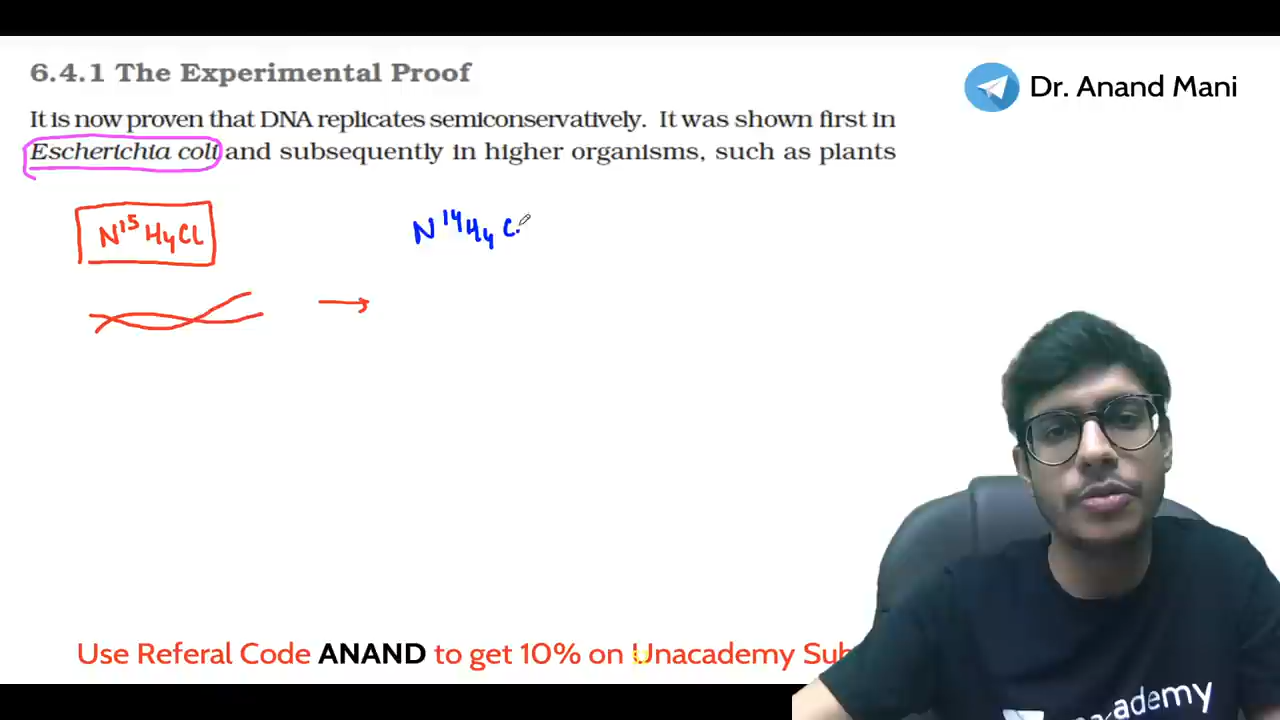 6.4.1 The Experimental Proof
Dr. Anand Mani
It is now proven that DNA replicates semiconservatively. It was shown first in
Escherichia coli and subsequently in higher organisms, such as plants
N¹⁵H₄Cl
N¹⁴H₄C
Use Referal Code ANAND to get 10% on Unacademy Sub